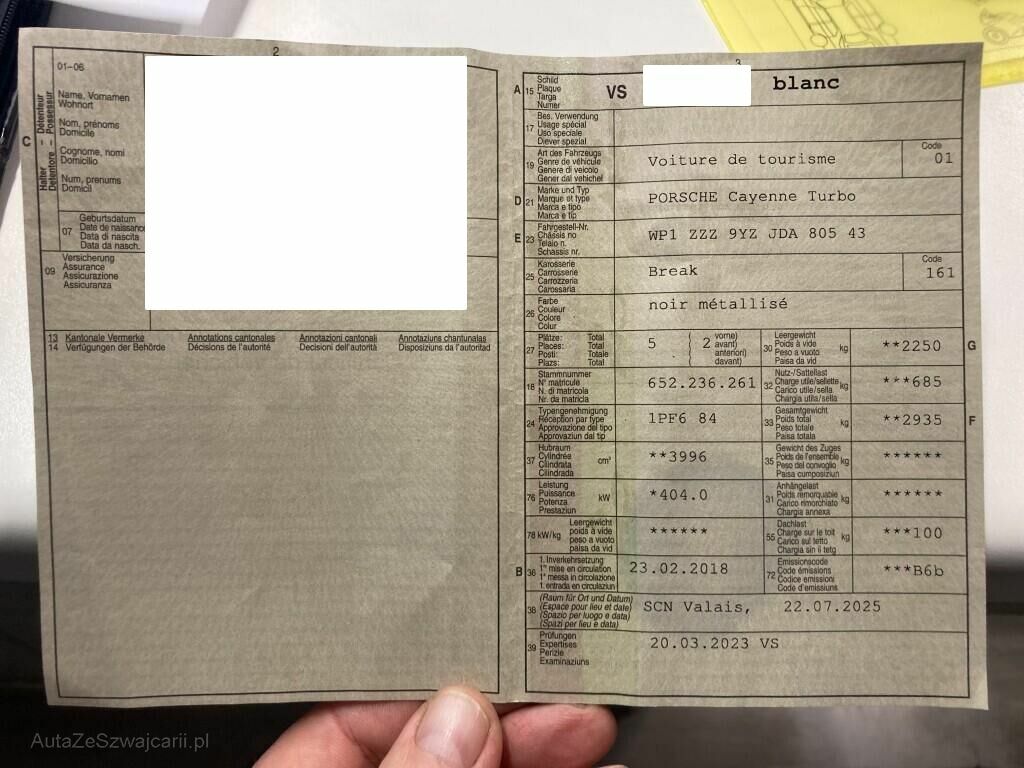 2
01–06
Name, Vornamen
Wohnort
Nom, prénoms
Domicile
Cognome, nomi
Domicilio
Num, prenums
Domicil
C
Halter – Détenteur
Detentore – Possessur
07
Geburtsdatum
Date de naissance
Data di nascita
Data da nasch.
09
Versicherung
Assurance
Assicurazione
Assicuranza
13 Kantonale Vermerke Annotations cantonales Annotazioni cantonali Annotaziuns chantunalas
14 Verfügungen der Behörde Décisions de l'autorité Decisioni dell'autorità Disposiziuns da l'autoritad
3
A 15
Schild
Plaque
Targa
Numer
VS blanc
17
Bes. Verwendung
Usage spécial
Uso speciale
Diever spezial
19
Art des Fahrzeugs
Genre de véhicule
Genere di veicolo
Gener dal vehichel
Voiture de tourisme
Code
01
D 21
Marke und Typ
Marque et type
Marca e tipo
Marca e tip
PORSCHE Cayenne Turbo
E 23
Fahrgestell-Nr.
Châssis no
Telaio n.
Schassis nr.
WP1 ZZZ 9YZ JDA 805 43
25
Karosserie
Carrosserie
Carrozzeria
Carossaria
Break
Code
161
26
Farbe
Couleur
Colore
Colur
noir métallisé
27
Plätze: Total
Places: Total
Posti: Totale
Plazs: Total
5
( 2 vorne)
( avant)
( anteriori)
( davant)
30
Leergewicht
Poids à vide
Peso a vuoto
Paisa da vid
kg
**2250
G
18
Stammnummer
N° matricule
N. di matricola
Nr. da matricla
652.236.261
32
Nutz-/Sattellast
Charge utile/sellette
Carico utile/sella
Chargia utila/sella
kg
***685
24
Typengenehmigung
Réception par type
Approvazione del tipo
Approvaziun dal tip
1PF6 84
33
Gesamtgewicht
Poids total
Peso totale
Paisa totala
kg
**2935
F
37
Hubraum
Cylindrée
Cilindrata
Cilindrada
cm³
**3996
35
Gewicht des Zuges
Poids de l'ensemble
Peso del convoglio
Paisa cumposiziun
kg
******
76
Leistung
Puissance
Potenza
Prestaziun
kW
*404.0
31
Anhängelast
Poids remorquable
Carico rimorchiato
Chargia annexa
kg
******
78 kW/kg
Leergewicht
poids à vide
peso a vuoto
paisa da vid
******
55
Dachlast
Charge sur le toit
Carico sul tetto
Chargia sin il tetg
kg
***100
B 36
1. Inverkehrsetzung
1re mise en circulation
1a messa in circolazione
1. entrada en circulaziun
23.02.2018
72
Emissionscode
Code émissions
Codice emissioni
Code d'emissiuns
***B6b
38
(Raum für Ort und Datum)
(Espace pour lieu et date)
(Spazio per luogo e data)
(Spazi per lieu e data)
SCN Valais, 22.07.2025
39
Prüfungen
Expertises
Perizie
Examinaziuns
20.03.2023 VS
AutaZeSzwajcarii.pl